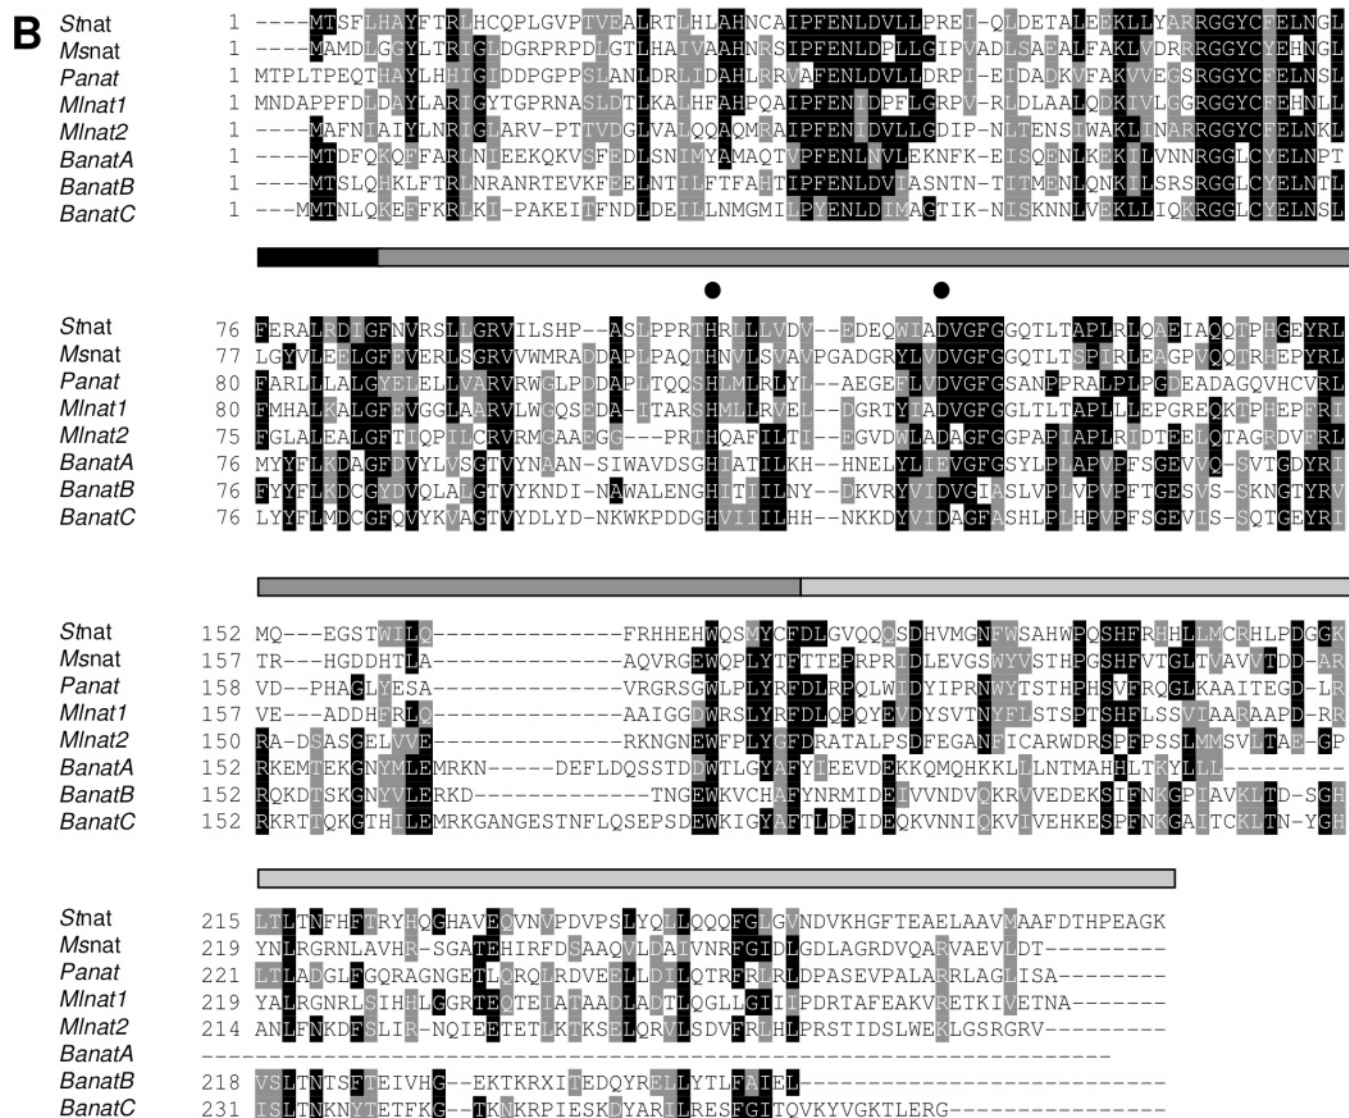 B
Stnat 1 ----MTSFLHAYFTRLHCQPLGVPTVEALRTLHLAHNCAIPFENLDVLLPREI-QLDETALEEKLLYARRGGYCFELNGL
Msnat 1 ----MAMDLGGYLTRIGLDGRPRPDLGTLHAIVAAHNRSIPFENLDPLLGIPVADLSAEALFAKLVDRRRGGYCYEHNGL
Panat 1 MTPLTPEQTHAYLHHIGIDDPGPPSLANLDRLIDAHLRRVAFENLDVLLDRPI-EIDADKVFAKVVEGSRGGYCFELNSL
Mlnat1 1 MNDAPPFDLDAYLARIGYTGPRNASLDTLKALHFAHPQAIPFENIDPFLGRPV-RLDLAALQDKIVLGGRGGYCFEHNLL
Mlnat2 1 ----MAFNIAIYLNRIGLARV-PTTVDGLVALQQAQMRAIPFENIDVLLGDIP-NLTENSIWAKLINARRGGYCFELNKL
BanatA 1 ----MTDFQKQFFARLNIEEKQKVSFEDLSNIMYAMAQTVPFENLNVLEKNFK-EISQENLKEKILVNNRGGLCYELNPT
BanatB 1 ----MTSLQHKLFTRLNRANRTEVKFEELNTILFTFAHTIPFENLDVIASNTN-TITMENLQNKILSRSRGGLCYELNTL
BanatC 1 ---MMTNLQKEFFKRLKI-PAKEITFNDLDEILLNMGMILPYENLDIMAGTIK-NISKNNLVEKLLIQKRGGLCYELNSL
Stnat 76 FERALRDIGFNVRSLLGRVILSHP--ASLPPRTHRLLLVDV--EDEQWIADVGFGGQTLTAPLRLQAEIAQQTPHGEYRL
Msnat 77 LGYVLEELGFEVERLSGRVVWMRADDAPLPAQTHNVLSVAVPGADGRYLVDVGFGGQTLTSPIRLEAGPVQQTRHEPYRL
Panat 80 FARLLLALGYELELLVARVRWGLPDDAPLTQQSHLMLRLYL--AEGEFLVDVGFGSANPPRALPLPGDEADAGQVHCVRL
Mlnat1 80 FMHALKALGFEVGGLAARVLWGQSEDA-ITARSHMLLRVEL--DGRTYIADVGFGGLTLTAPLLLEPGREQKTPHEPFRI
Mlnat2 75 FGLALEALGFTIQPILCRVRMGAAEGG---PRTHQAFILTI--EGVDWLADAGFGGPAPIAPLRIDTEELQTAGRDVFRL
BanatA 76 MYYFLKDAGFDVYLVSGTVYNAAN-SIWAVDSGHIATILKH--HNELYLIEVGFGSYLPLAPVPFSGEVVQ-SVTGDYRI
BanatB 76 FYYFLKDCGYDVQLALGTVYKNDI-NAWALENGHITIILNY--DKVRYVIDVGIASLVPLVPVPFTGESVS-SKNGTYRV
BanatC 76 LYYFLMDCGFQVYKVAGTVYDLYD-NKWKPDDGHVIIILHH--NKKDYVIDAGFASHLPLHPVPFSGEVIS-SQTGEYRI
Stnat 152 MQ---EGSTWILQ--------------FRHHEHWQSMYCFDLGVQQQSDHVMGNFWSAHWPQSHFRHHLLMCRHLPDGGK
Msnat 157 TR---HGDDHTLA--------------AQVRGEWQPLYTFTTEPRPRIDLEVGSWYVSTHPGSHFVTGLTVAVVTDD-AR
Panat 158 VD--PHAGLYESA--------------VRGRSGWLPLYRFDLRPQLWIDYIPRNWYTSTHPHSVFRQGLKAAITEGD-LR
Mlnat1 157 VE---ADDHFRLQ--------------AAIGGDWRSLYRFDLQPQYEVDYSVTNYFLSTSPTSHFLSSVIAARAAPD-RR
Mlnat2 150 RA-DSASGELVVE--------------RKNGNEWFPLYGFDRATALPSDFEGANFICARWDRSPFPSSLMMSVLTAE-GP
BanatA 152 RKEMTEKGNYMLEMRKN-----DEFLDQSSTDDWTLGYAFYIEEVDEKKQMQHKKLLLNTMAHHLTKYLLL---------
BanatB 152 RQKDTSKGNYVLERKD-------------TNGEWKVCHAFYNRMIDEIVVNDVQKRVVEDEKSIFNKGPIAVKLTD-SGH
BanatC 152 RKRTTQKGTHILEMRKGANGESTNFLQSEPSDEWKIGYAFTLDPIDEQKVNNIQKVIVEHKESPFNKGAITCKLTN-YGH
Stnat 215 LTLTNFHFTRYHQGHAVEQVNVPDVPSLYQLLQQQFGLGVNDVKHGFTEAELAAVMAAFDTHPEAGK
Msnat 219 YNLRGRNLAVHR-SGATEHIRFDSAAQVLDAIVNRFGIDLGDLAGRDVQARVAEVLDT---------
Panat 221 LTLADGLFGQRAGNGETLQRQLRDVEELLDILQTRFRLRLDPASEVPALARRLAGLISA--------
Mlnat1 219 YALRGNRLSIHHLGGRTEQTEIATAADLADTLQGLLGIIIPDRTAFEAKVRETKIVETNA-------
Mlnat2 214 ANLFNKDFSLIR-NQIEETETLKTKSELQRVLSDVFRLHLPRSTIDSLWEKLGSRGRV---------
BanatA -------------------------------------------------------------------
BanatB 218 VSLTNTSFTEIVHG--EKTKRXITEDQYRELLYTLFAIEL---------------------------
BanatC 231 ISLTNKNYTETFKG--TKNKRPIESKDYARILRESFGITQVKYVGKTLERG----------------